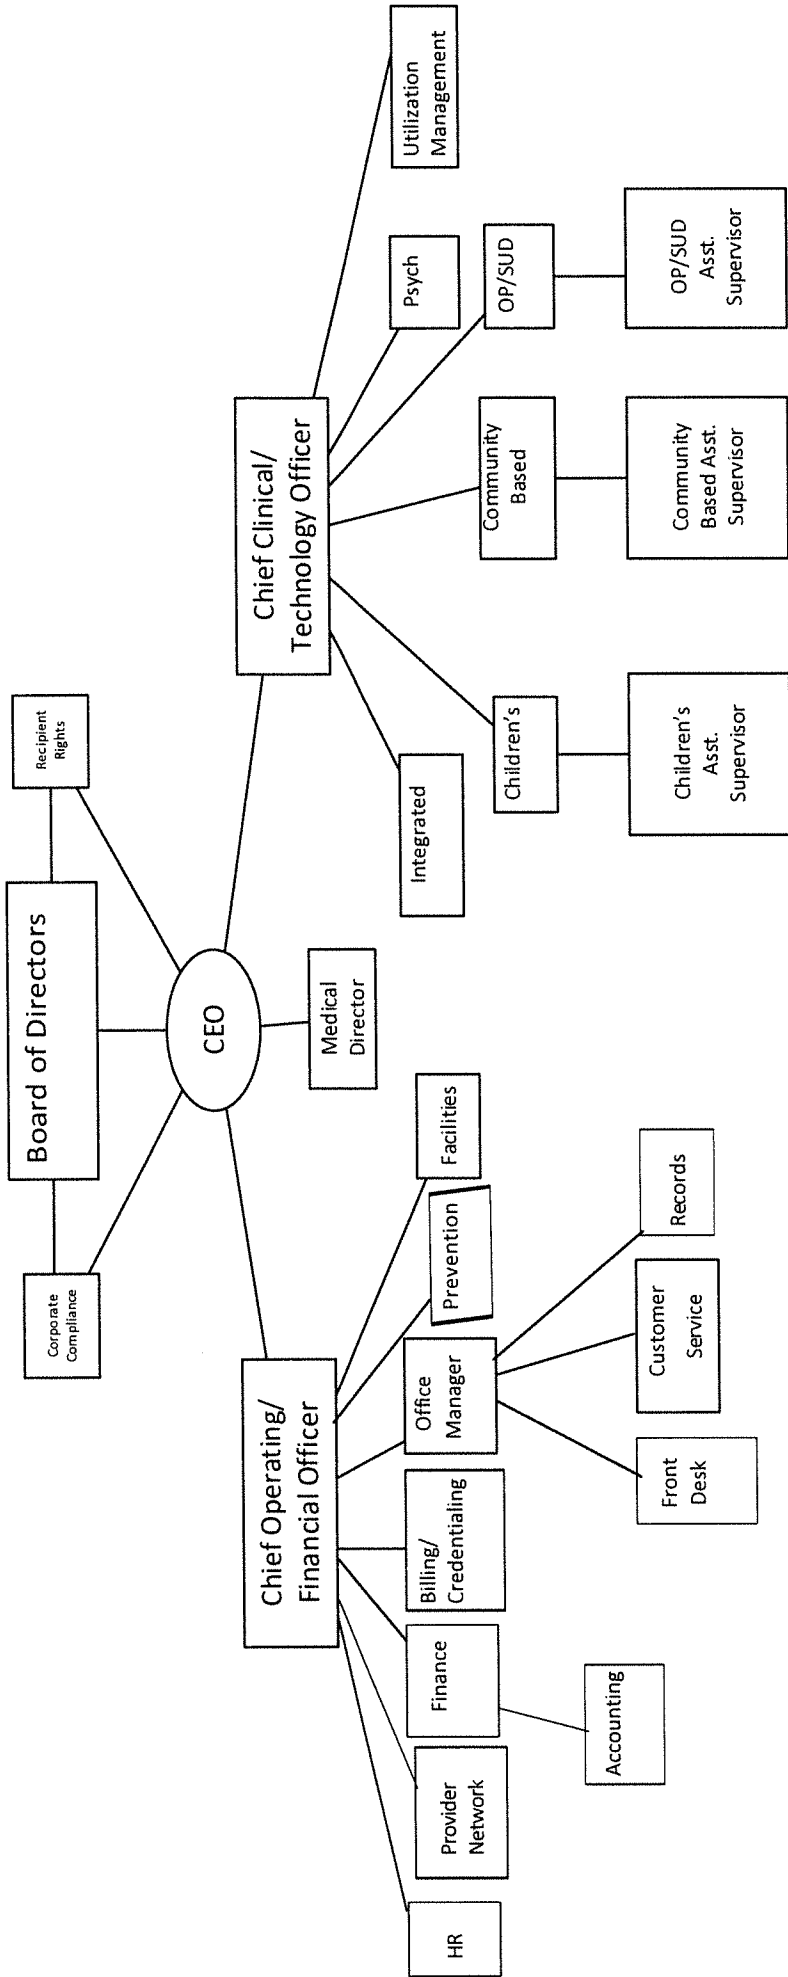 Board of Directors
Corporate
Compliance
Recipient
Rights
CEO
Medical
Director
Chief Operating/
Financial Officer
Chief Clinical/
Technology Officer
HR
Provider
Network
Finance
Billing/
Credentialing
Office
Manager
Prevention
Facilities
Accounting
Front
Desk
Customer
Service
Records
Integrated
Children's
Community
Based
OP/SUD
Psych
Utilization
Management
Children's
Asst.
Supervisor
Community
Based Asst.
Supervisor
OP/SUD
Asst.
Supervisor